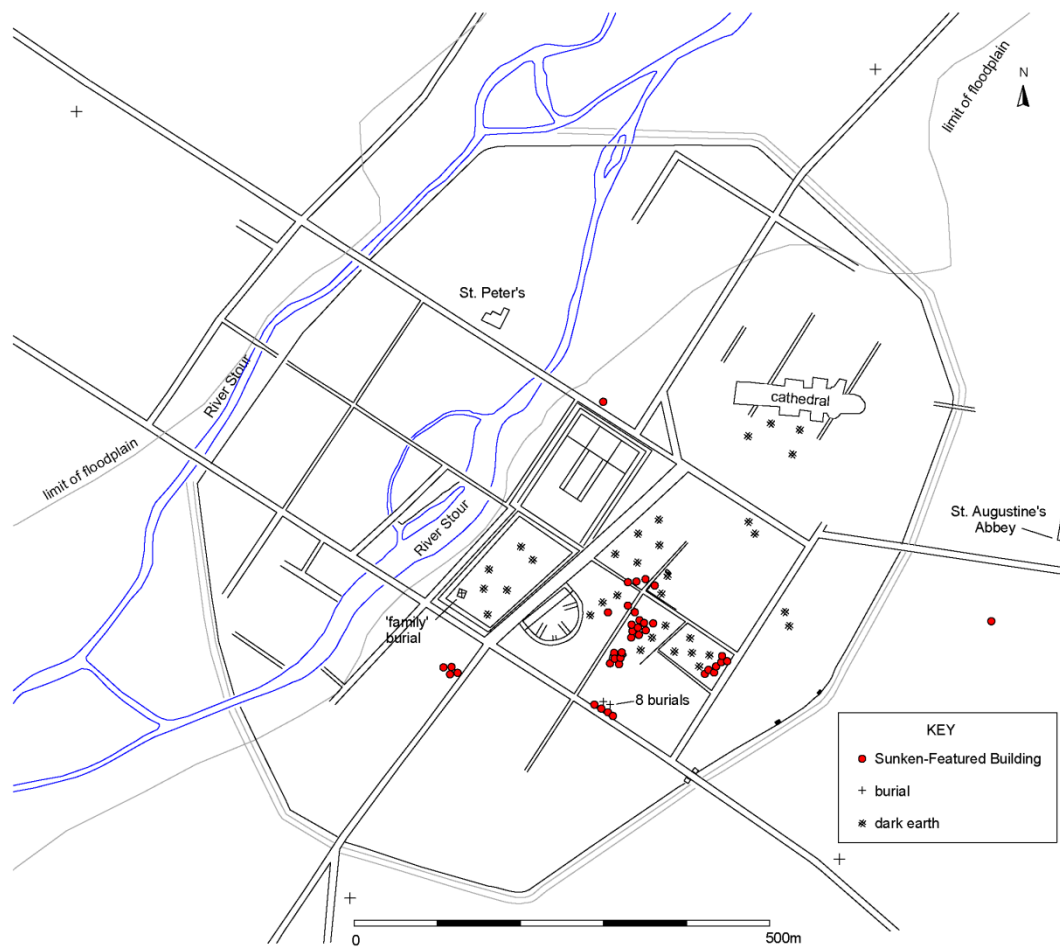 limit of floodplain
N
St. Peter's
River Stour
cathedral
limit of floodplain
River Stour
St. Augustine's
Abbey
'family'
burial
8 burials
KEY
Sunken-Featured Building
burial
dark earth
0
500m